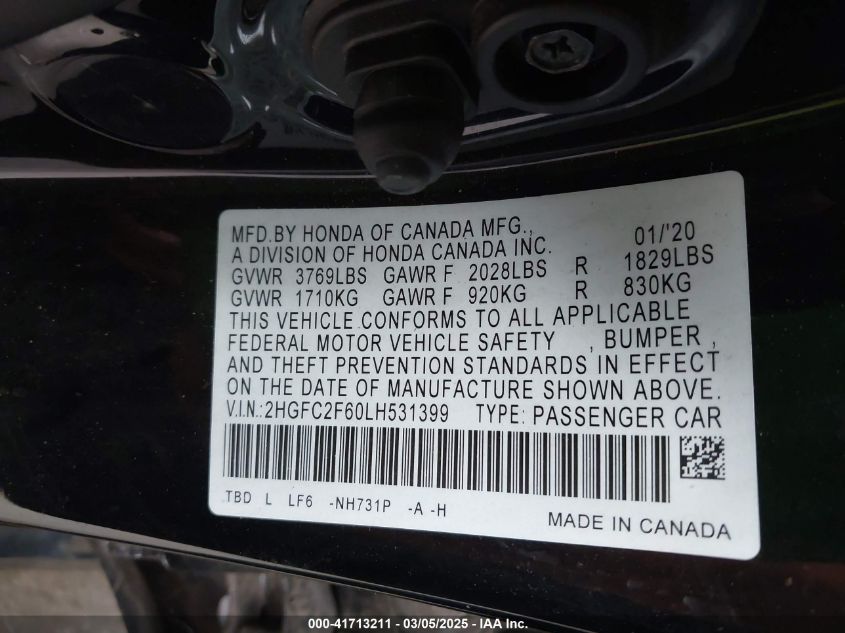 MFD.BY HONDA OF CANADA MFG., 01/'20
A DIVISION OF HONDA CANADA INC.
GVWR 3769LBS GAWR F 2028LBS R 1829LBS
GVWR 1710KG GAWR F 920KG R 830KG
THIS VEHICLE CONFORMS TO ALL APPLICABLE
FEDERAL MOTOR VEHICLE SAFETY , BUMPER ,
AND THEFT PREVENTION STANDARDS IN EFFECT
ON THE DATE OF MANUFACTURE SHOWN ABOVE.
V.I.N.:2HGFC2F60LH531399 TYPE: PASSENGER CAR
TBD L LF6 -NH731P -A -H
MADE IN CANADA
000-41713211 - 03/05/2025 - IAA Inc.